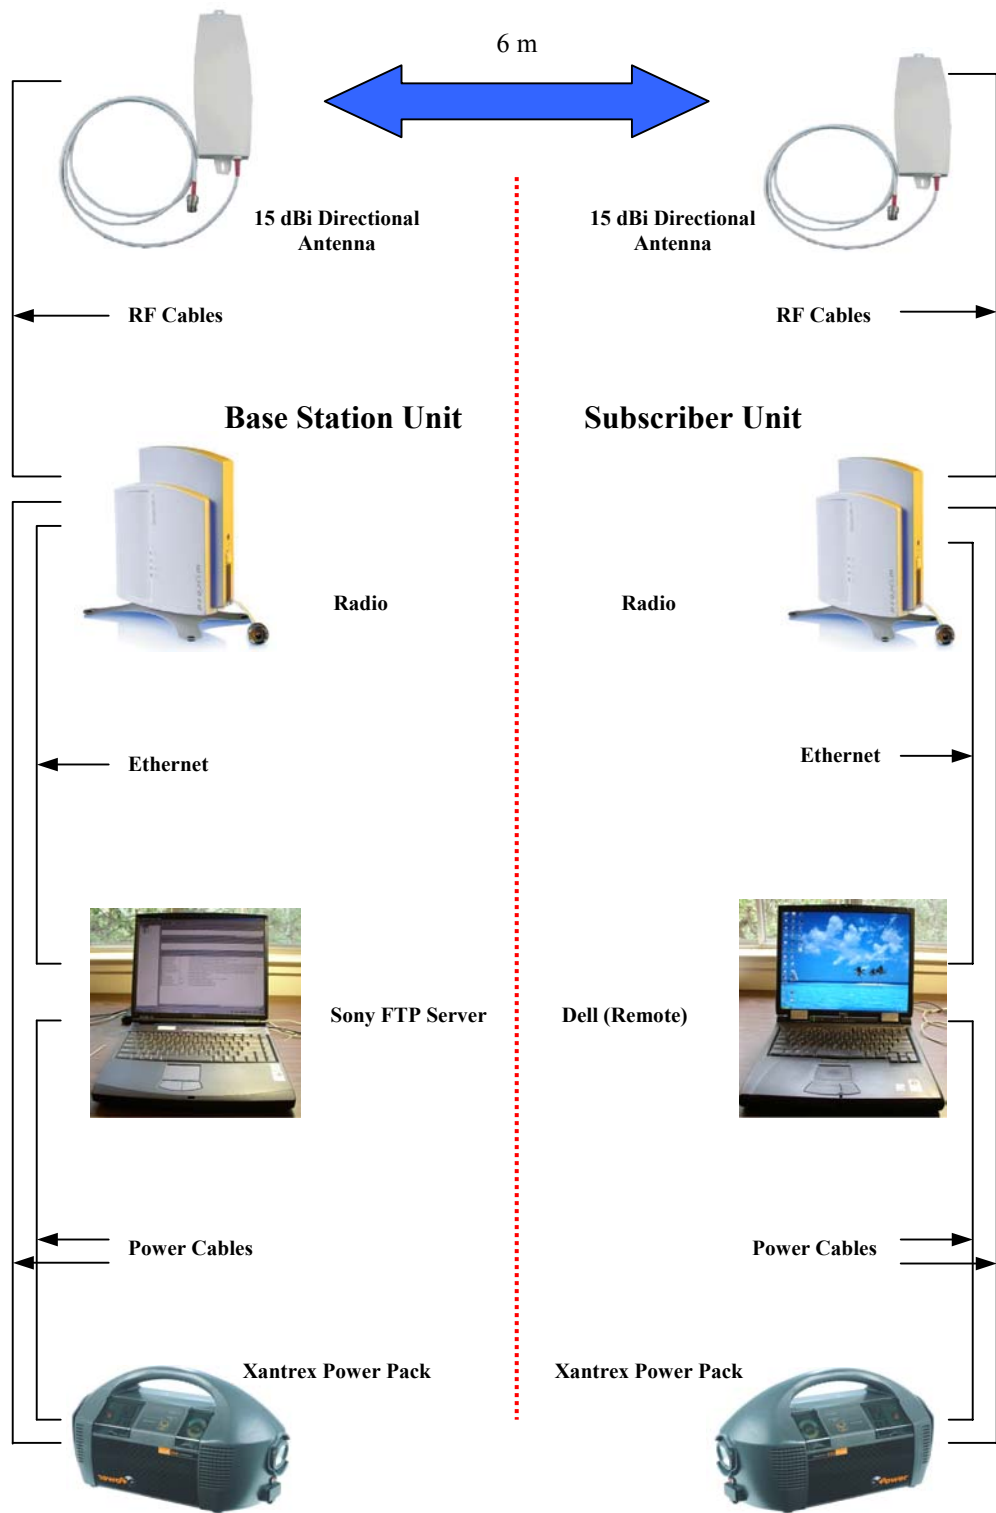 6 m
15 dBi Directional
Antenna
15 dBi Directional
Antenna
RF Cables
RF Cables
Base Station Unit
Subscriber Unit
Radio
Radio
Ethernet
Ethernet
Sony FTP Server
Dell (Remote)
Power Cables
Power Cables
Xantrex Power Pack
Xantrex Power Pack
Power